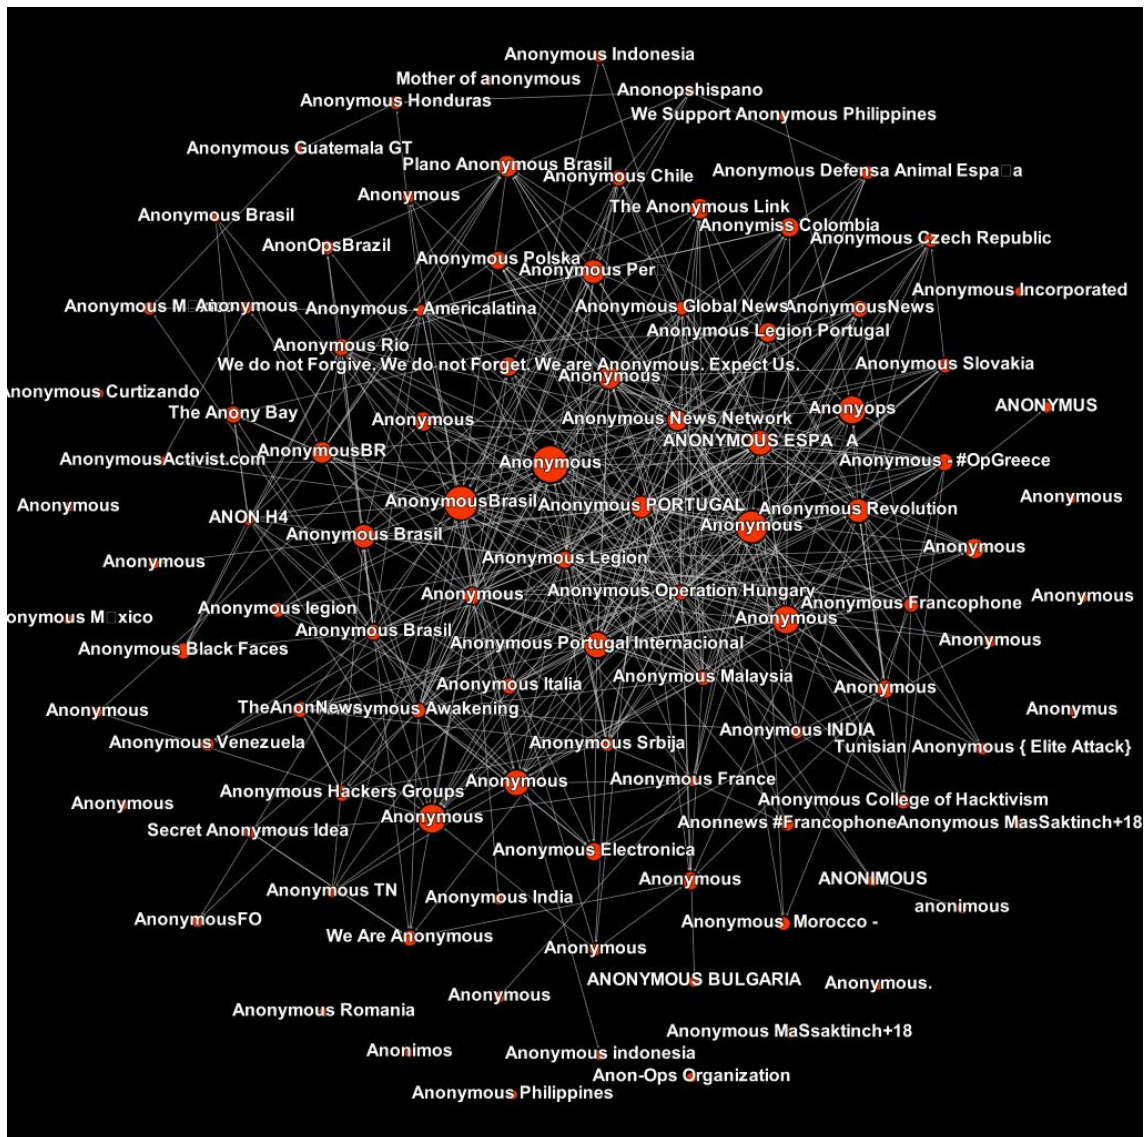 Anonymous Indonesia
Mother of anonymous
Anonopshispano
Anonymous Honduras
We Support Anonymous Philippines
Anonymous Guatemala GT
Plano Anonymous Brasil
Anonymous Chile
Anonymous Defensa Animal Espa□a
Anonymous
The Anonymous Link
Anonymous Brasil
Anonymiss Colombia
AnonOpsBrazil
Anonymous Czech Republic
Anonymous Polska
Anonymous Per
Anonymous Incorporated
Anonymous M
Anonymous
Anonymous - Americalatina
Anonymous Global News
AnonymousNews
Anonymous Legion Portugal
Anonymous Rio
We do not Forgive. We do not Forget. We are Anonymous. Expect Us.
Anonymous Slovakia
Anonymous
Anonymous Curtizando
The Anony Bay
Anonymous
Anonymous News Network
Anonyops
ANONYMUS
ANONYMOUS ESPA A
AnonymousBR
AnonymousActivist.com
Anonymous
Anonymous - #OpGreece
Anonymous
AnonymousBrasil
Anonymous PORTUGAL
Anonymous Revolution
Anonymous
ANON H4
Anonymous
Anonymous Brasil
Anonymous
Anonymous
Anonymous Legion
Anonymous
Anonymous Operation Hungary
Anonymous
Anonymous legion
Anonymous Francophone
onymous M□xico
Anonymous
Anonymous Brasil
Anonymous Portugal Internacional
Anonymous
Anonymous Black Faces
Anonymous Malaysia
Anonymous Italia
Anonymous
Anonymous
TheAnonNews
ymous Awakening
Anonymus
Anonymous INDIA
Anonymous Venezuela
Anonymous Srbija
Tunisian Anonymous { Elite Attack}
Anonymous
Anonymous France
Anonymous Hackers Groups
Anonymous
Anonymous College of Hacktivism
Anonymous
Anonnews #Francophone
Anonymous MasSaktinch+18
Secret Anonymous Idea
Anonymous Electronica
Anonymous
ANONIMOUS
Anonymous TN
Anonymous India
anonimous
AnonymousFO
Anonymous Morocco -
We Are Anonymous
Anonymous
ANONYMOUS BULGARIA
Anonymous.
Anonymous
Anonymous Romania
Anonymous MaSsaktinch+18
Anonimos
Anonymous indonesia
Anon-Ops Organization
Anonymous Philippines